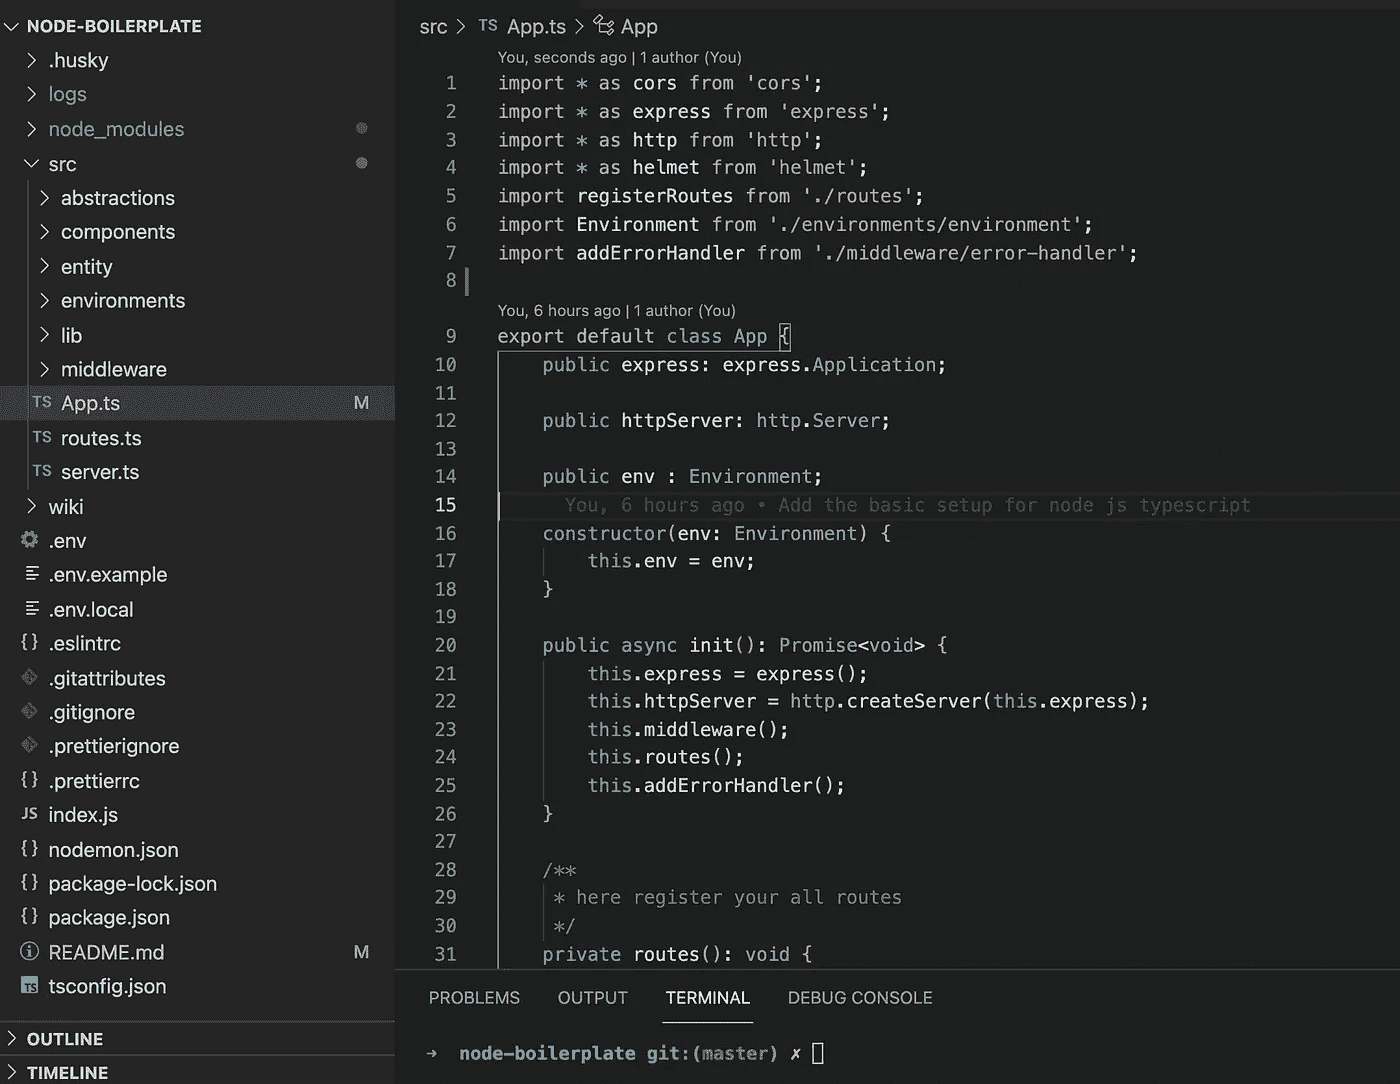 NODE-BOILERPLATE
.husky
logs
node_modules
src
abstractions
components
entity
environments
lib
middleware
TS App.ts M
TS routes.ts
TS server.ts
wiki
.env
.env.example
.env.local
{} .eslintrc
.gitattributes
.gitignore
.prettierignore
{} .prettierrc
JS index.js
{} nodemon.json
{} package-lock.json
{} package.json
README.md M
TS tsconfig.json
OUTLINE
TIMELINE
src > TS App.ts > App
You, seconds ago | 1 author (You)
1 import * as cors from 'cors';
2 import * as express from 'express';
3 import * as http from 'http';
4 import * as helmet from 'helmet';
5 import registerRoutes from './routes';
6 import Environment from './environments/environment';
7 import addErrorHandler from './middleware/error-handler';
8
You, 6 hours ago | 1 author (You)
9 export default class App {
10 public express: express.Application;
11
12 public httpServer: http.Server;
13
14 public env : Environment;
15 You, 6 hours ago • Add the basic setup for node js typescript
16 constructor(env: Environment) {
17 this.env = env;
18 }
19
20 public async init(): Promise<void> {
21 this.express = express();
22 this.httpServer = http.createServer(this.express);
23 this.middleware();
24 this.routes();
25 this.addErrorHandler();
26 }
27
28 /**
29 * here register your all routes
30 */
31 private routes(): void {
PROBLEMS OUTPUT TERMINAL DEBUG CONSOLE
→ node-boilerplate git:(master) ✗